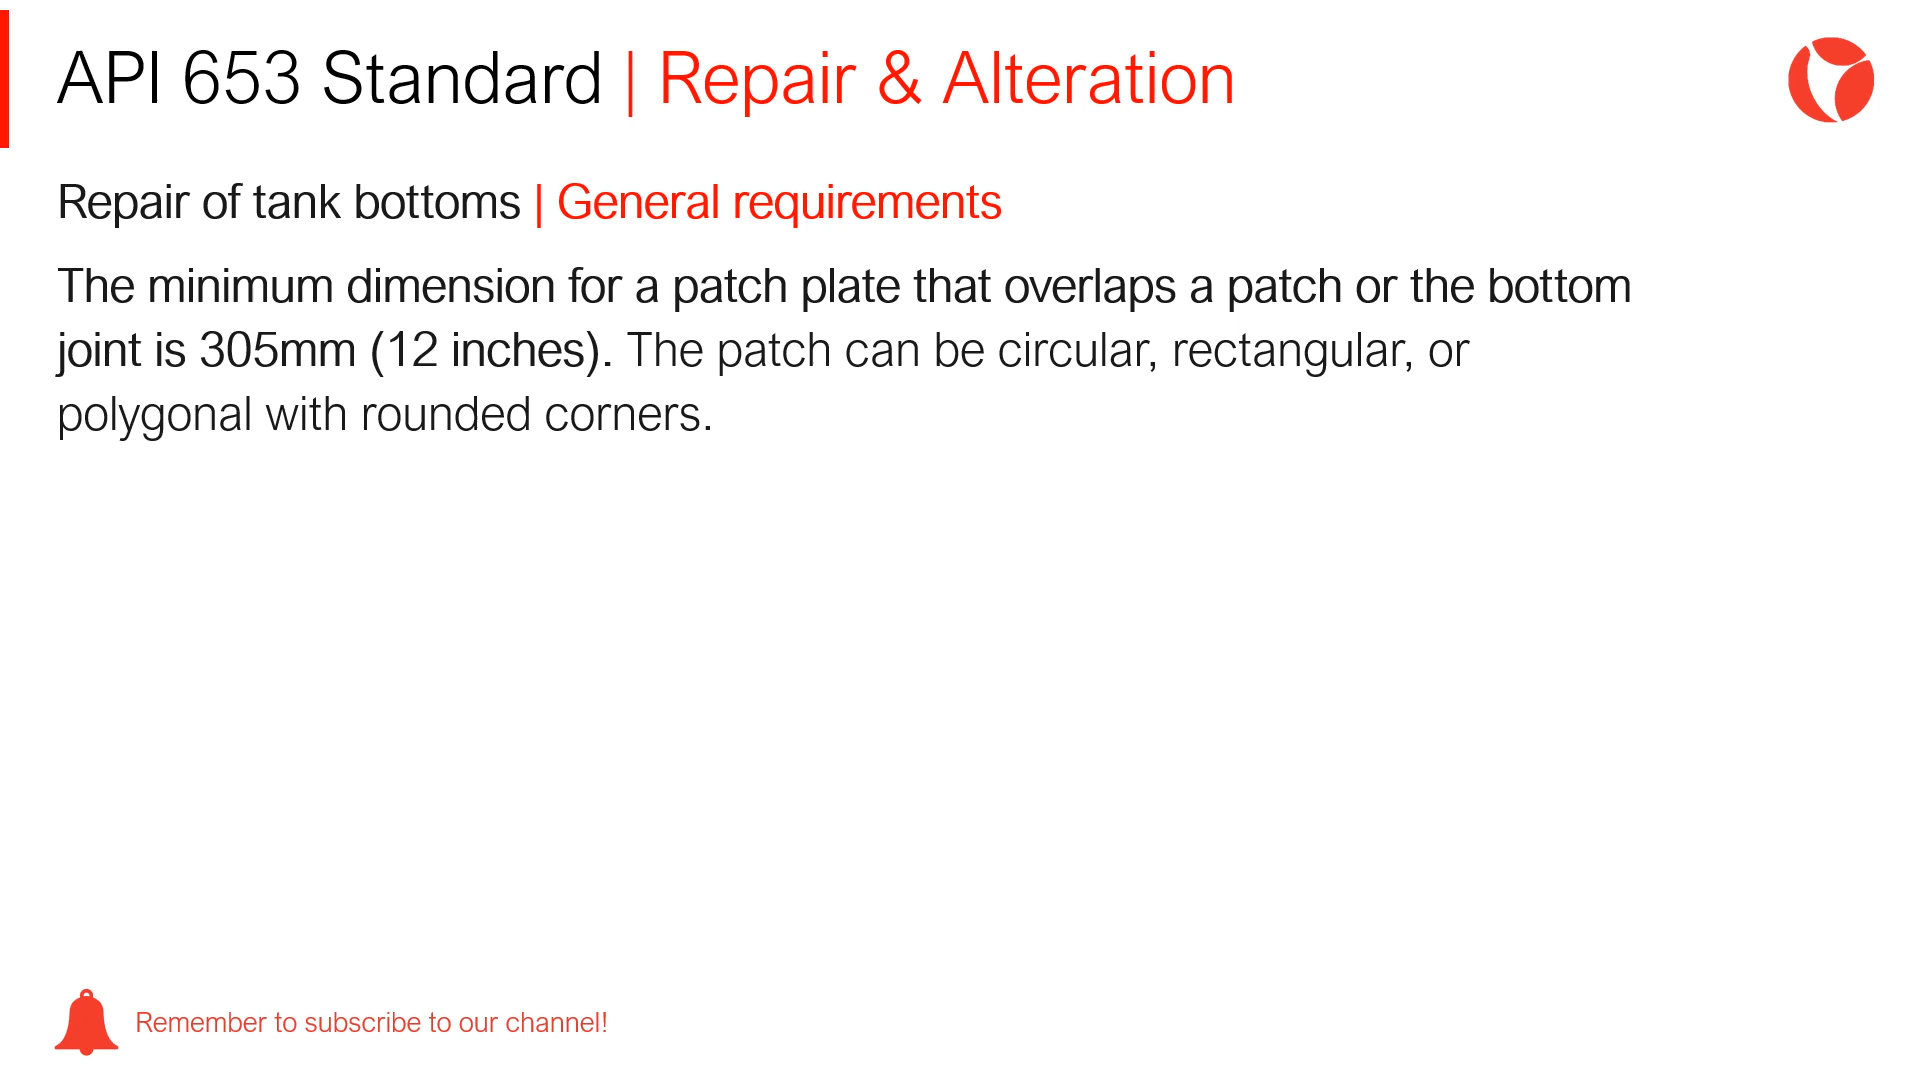 API 653 Standard | Repair & Alteration
Repair of tank bottoms | General requirements
The minimum dimension for a patch plate that overlaps a patch or the bottom
joint is 305mm (12 inches). The patch can be circular, rectangular, or
polygonal with rounded corners.
Remember to subscribe to our channel!